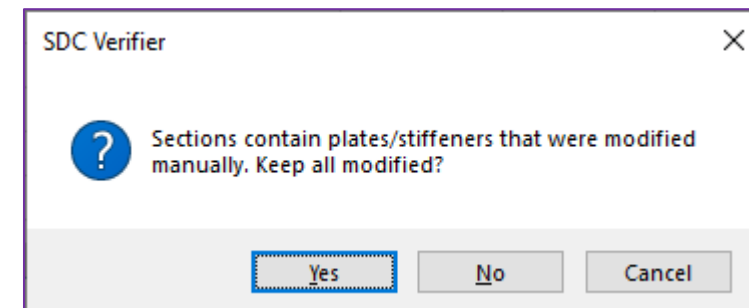 SDC Verifier
Sections contain plates/stiffeners that were modified
manually. Keep all modified?
Yes
No
Cancel